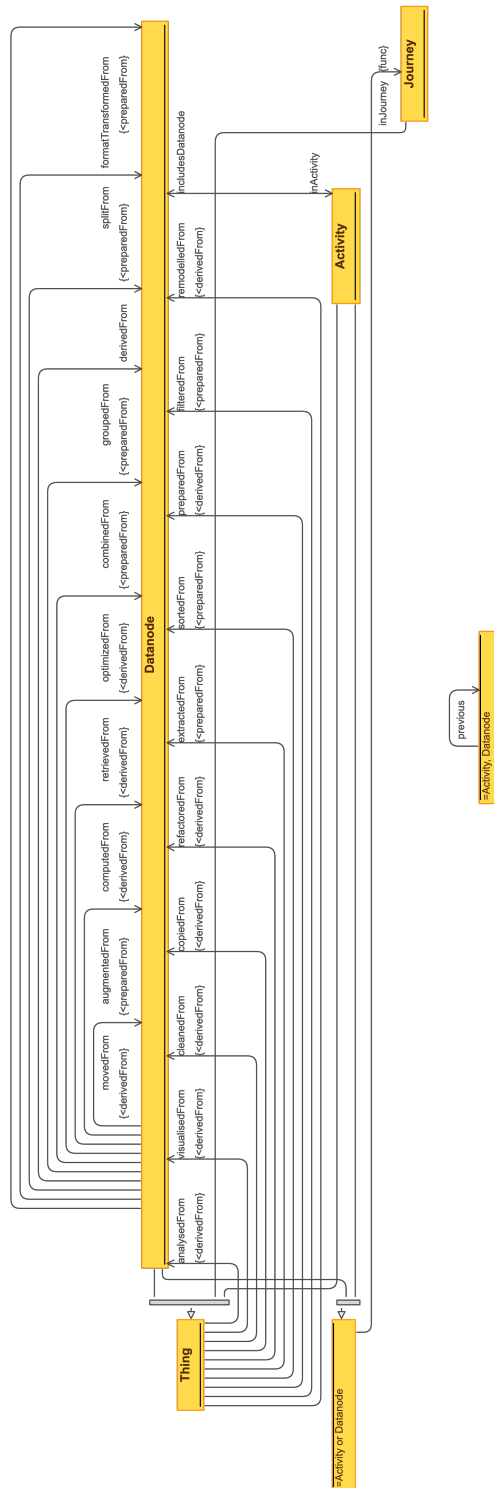 formatTransformedFrom
{<preparedFrom}
splitFrom
{<preparedFrom}
derivedFrom
groupedFrom
{<preparedFrom}
combinedFrom
{<preparedFrom}
optimizedFrom
{<derivedFrom}
retrievedFrom
{<derivedFrom}
computedFrom
{<derivedFrom}
augmentedFrom
{<preparedFrom}
movedFrom
{<derivedFrom}
Datanode
includesDatanode
remodelledFrom
{<derivedFrom}
filteredFrom
{<preparedFrom}
preparedFrom
{<derivedFrom}
sortedFrom
{<preparedFrom}
extractedFrom
{<preparedFrom}
refactoredFrom
{<derivedFrom}
copiedFrom
{<derivedFrom}
cleanedFrom
{<derivedFrom}
visualisedFrom
{<derivedFrom}
analysedFrom
{<derivedFrom}
Thing
inActivity
Activity
=Activity or Datanode
inJourney {func}
Journey
previous
=Activity, Datanode